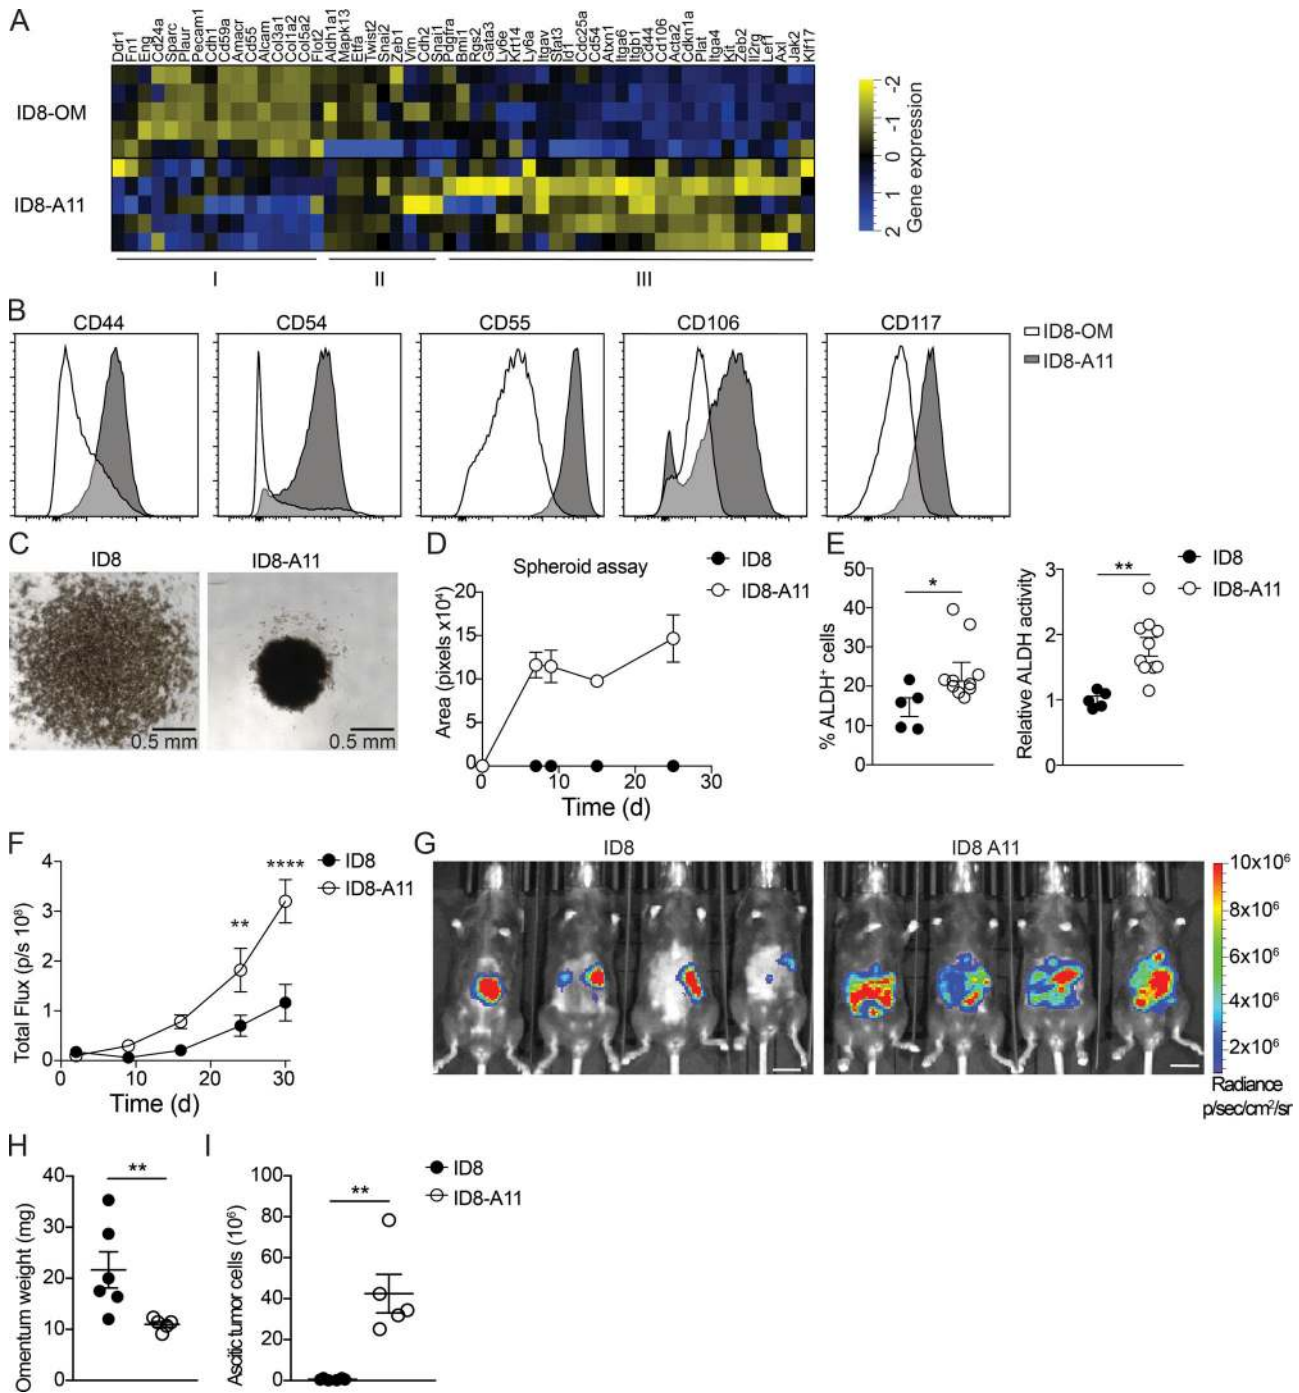 A
Ddr1 Fn1 Eng Cd24a Sparc Plaur Pecam1 Cdh1 Cd59a Amacr Cd55 Alcam Col3a1 Col1a2 Col5a2 Flot2 Aldh1a1 Mapk13 Etfa Twist2 Snai2 Zeb1 Vim Cdh2 Snai1 Pdgfra Bmi1 Rgs2 Gata3 Ly6e Krt14 Ly6a Itgav Stat3 Id1 Cdc25a Cd54 Atxn1 Itga6 Itgb1 Cd44 Cd106 Acta2 Cdkn1a Plat Itga4 Kit Zeb2 Il2rg Lef1 Axl Jak2 Klf17
ID8-OM
ID8-A11
-2
-1
0
1
2
Gene expression
I II III
B
CD44 CD54 CD55 CD106 CD117
ID8-OM
ID8-A11
C
ID8 ID8-A11
0.5 mm 0.5 mm
D
Spheroid assay
ID8
ID8-A11
Area (pixels x10⁴)
20
15
10
5
0
0 10 20 30
Time (d)
E
% ALDH⁺ cells
50
40
30
20
10
0
*
Relative ALDH activity
3
2
1
0
**
ID8
ID8-A11
F
Total Flux (p/s 10⁸)
4
3
2
1
0
0 10 20 30
Time (d)
**
****
ID8
ID8-A11
G
ID8 ID8 A11
10x10⁶
8x10⁶
6x10⁶
4x10⁶
2x10⁶
Radiance
p/sec/cm²/sr
H
Omentum weight (mg)
40
30
20
10
0
**
I
Ascitic tumor cells (10⁶)
100
80
60
40
20
0
**
ID8
ID8-A11